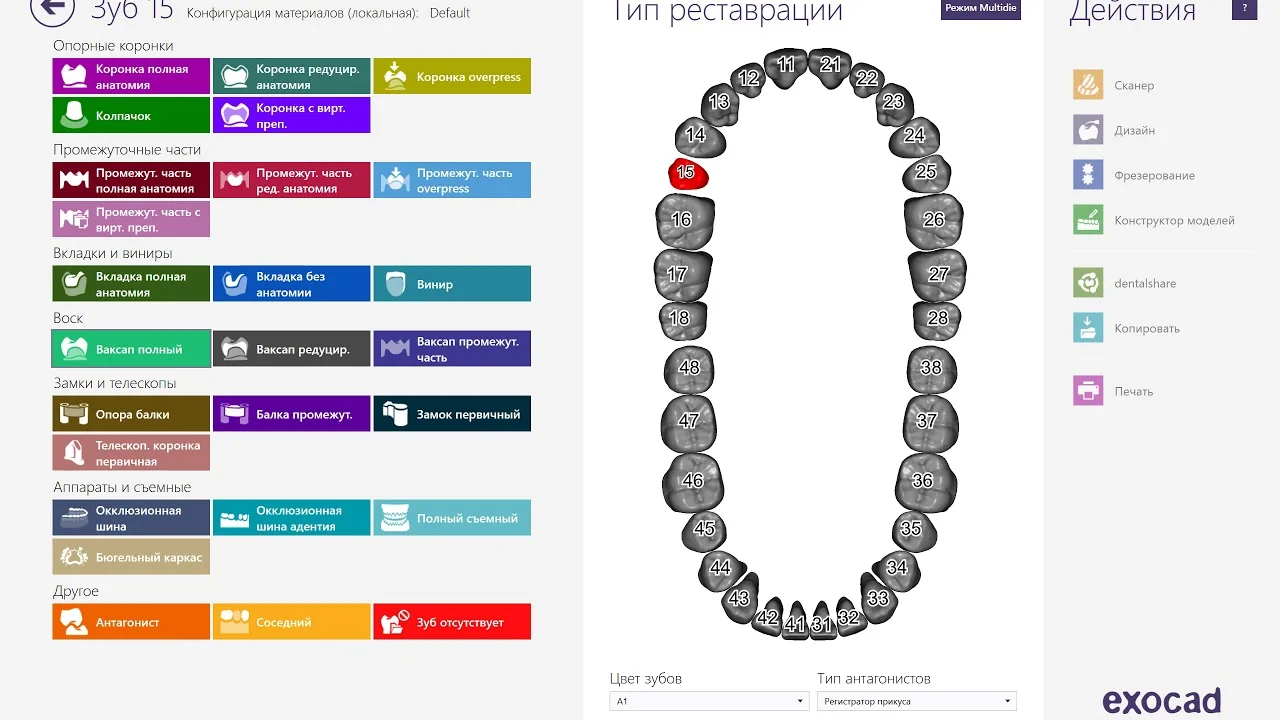 Зуб 15 Конфигурация материалов (локальная): Default
Опорные коронки
Коронка полная
анатомия
Коронка редуцир.
анатомия
Коронка overpress
Колпачок
Коронка с вирт.
преп.
Промежуточные части
Промежут. часть
полная анатомия
Промежут. часть
ред. анатомия
Промежут. часть
overpress
Промежут. часть с
вирт. преп.
Вкладки и виниры
Вкладка полная
анатомия
Вкладка без
анатомии
Винир
Воск
Ваксап полный
Ваксап редуцир.
Ваксап промежут.
часть
Замки и телескопы
Опора балки
Балка промежут.
Замок первичный
Телескоп. коронка
первичная
Аппараты и съемные
Окклюзионная
шина
Окклюзионная
шина адентия
Полный съемный
Бюгельный каркас
Другое
Антагонист
Соседний
Зуб отсутствует
Тип реставрации
Режим Multidie
11 21
12 22
13 23
14 24
15 25
16 26
17 27
18 28
48 38
47 37
46 36
45 35
44 34
43 33
42 41 31 32
Цвет зубов
A1
Тип антагонистов
Регистратор прикуса
Действия
?
Сканер
Дизайн
Фрезерование
Конструктор моделей
dentalshare
Копировать
Печать
exocad